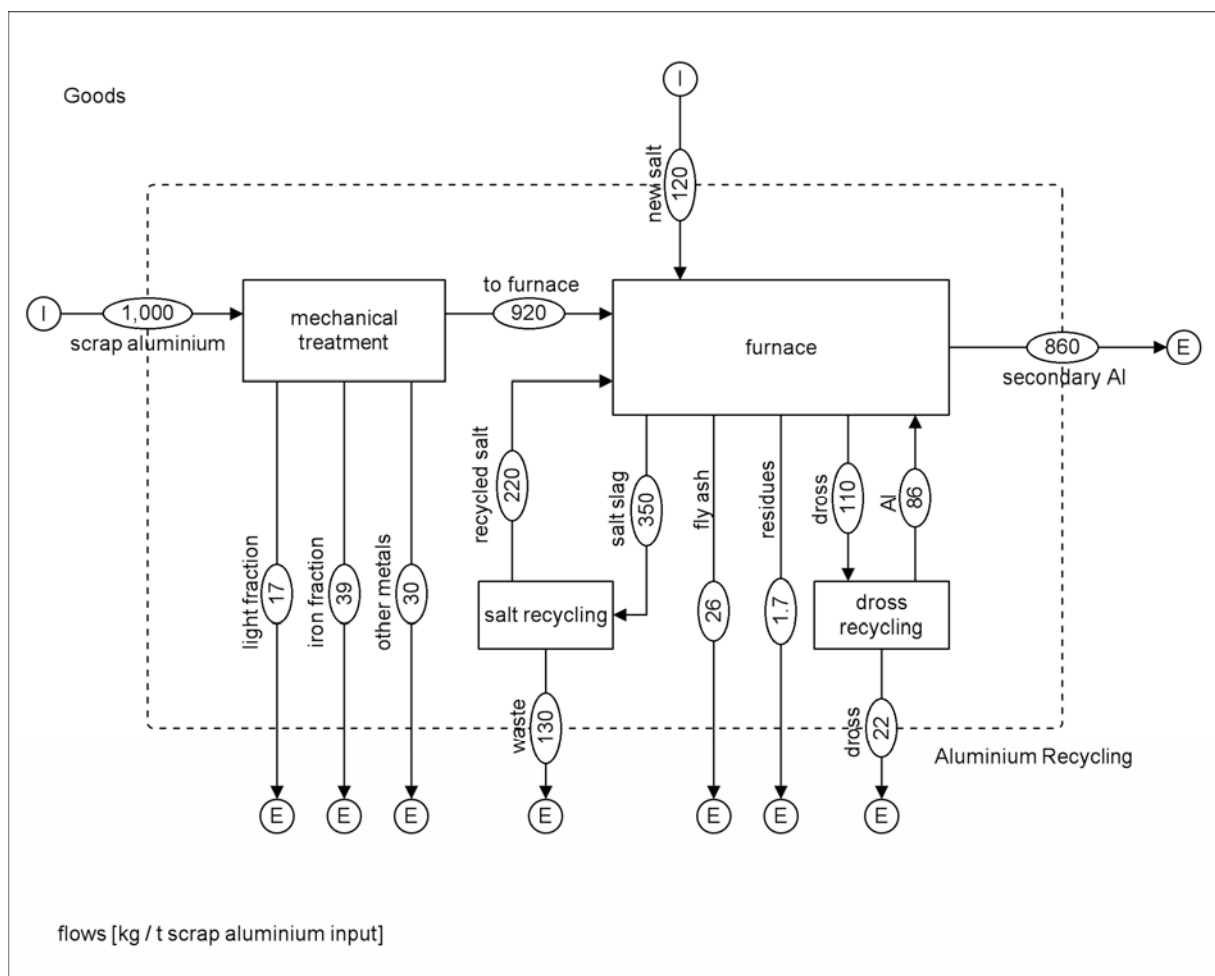 Goods
I
new salt
120
I
1,000
scrap aluminium
mechanical
treatment
to furnace
920
furnace
860
secondary Al
E
recycled salt
220
salt slag
350
fly ash
26
residues
1.7
dross
110
Al
86
light fraction
17
iron fraction
39
other metals
30
salt recycling
dross
recycling
waste
130
dross
22
Aluminium Recycling
E
E
E
E
E
E
E
flows [kg / t scrap aluminium input]